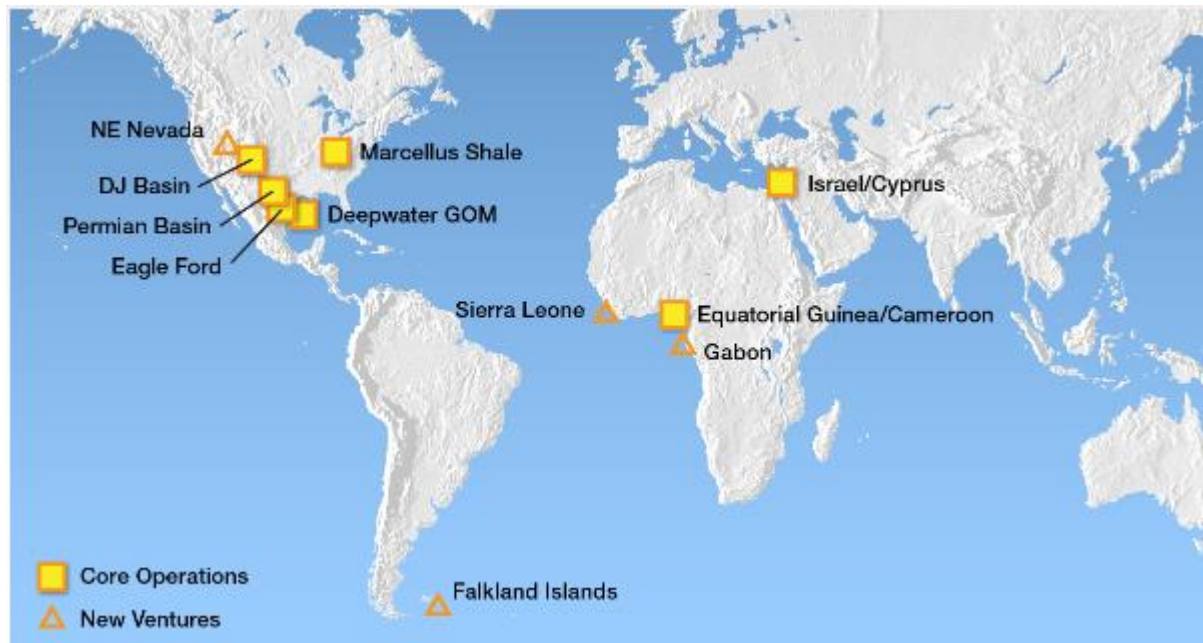 NE Nevada
Marcellus Shale
DJ Basin
Israel/Cyprus
Permian Basin
Deepwater GOM
Eagle Ford
Sierra Leone
Equatorial Guinea/Cameroon
Gabon
Core Operations
Falkland Islands
New Ventures